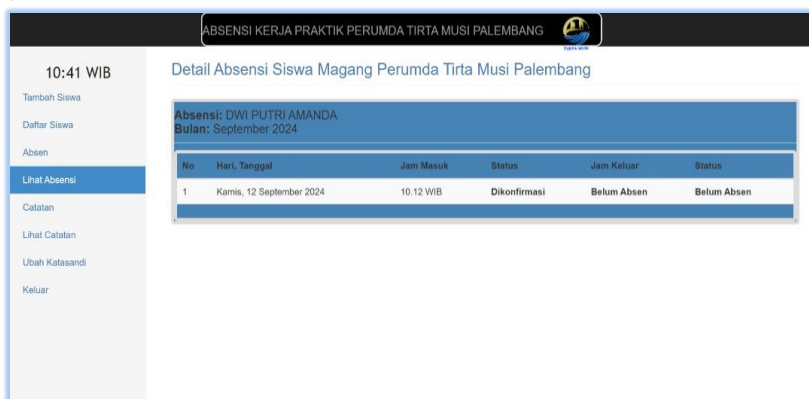 ABSENSI KERJA PRAKTIK PERUMDA TIRTA MUSI PALEMBANG
TIRTA MUSI
10:41 WIB
Tambah Siswa
Daftar Siswa
Absen
Lihat Absensi
Catatan
Lihat Catatan
Ubah Katasandi
Keluar
Detail Absensi Siswa Magang Perumda Tirta Musi Palembang
Absensi: DWI PUTRI AMANDA
Bulan: September 2024
No Hari, Tanggal Jam Masuk Status Jam Keluar Status
1 Kamis, 12 September 2024 10.12 WIB Dikonfirmasi Belum Absen Belum Absen